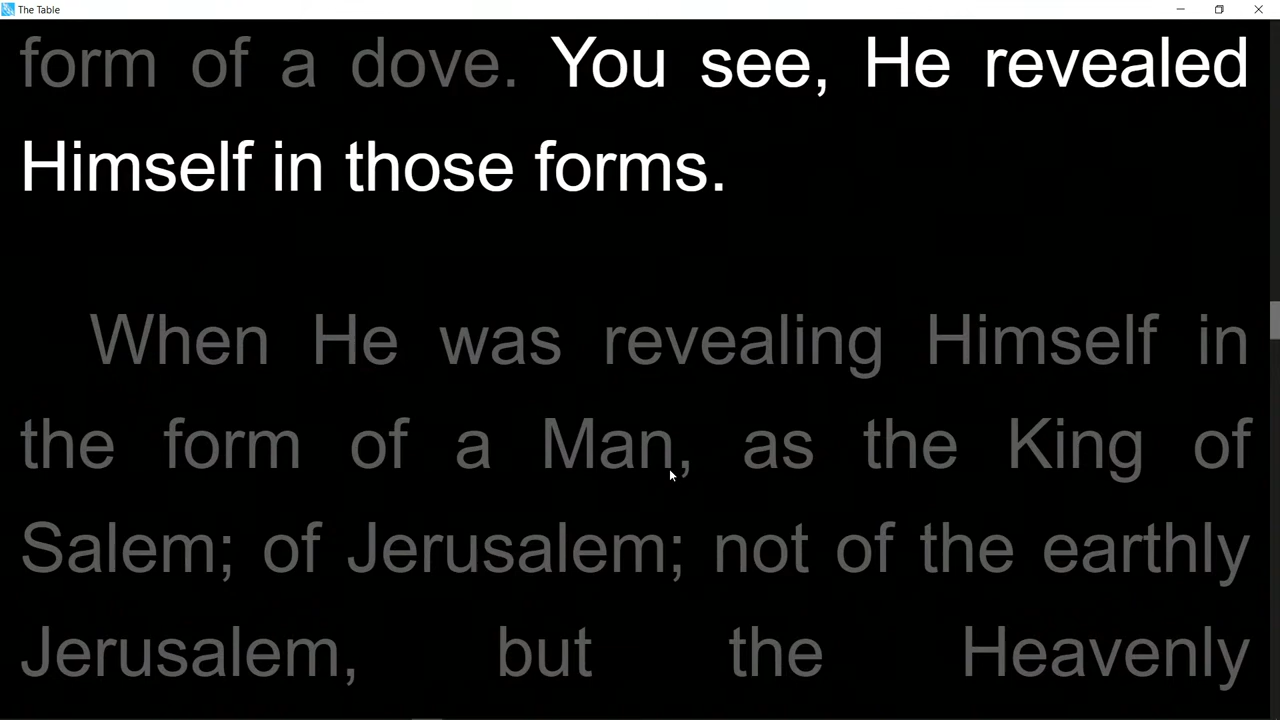 The Table
form of a dove. You see, He revealed
Himself in those forms.
When He was revealing Himself in
the form of a Man, as the King of
Salem; of Jerusalem; not of the earthly
Jerusalem, but the Heavenly